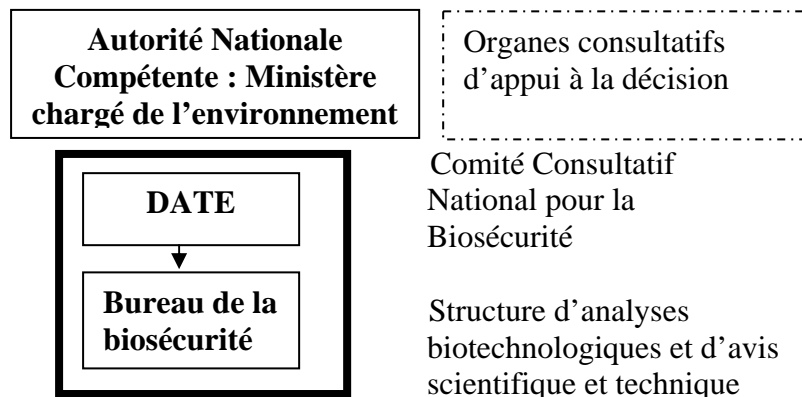 Autorité Nationale
Compétente : Ministère
chargé de l’environnement
Organes consultatifs
d’appui à la décision
DATE
Bureau de la
biosécurité
Comité Consultatif
National pour la
Biosécurité
Structure d’analyses
biotechnologiques et d’avis
scientifique et technique